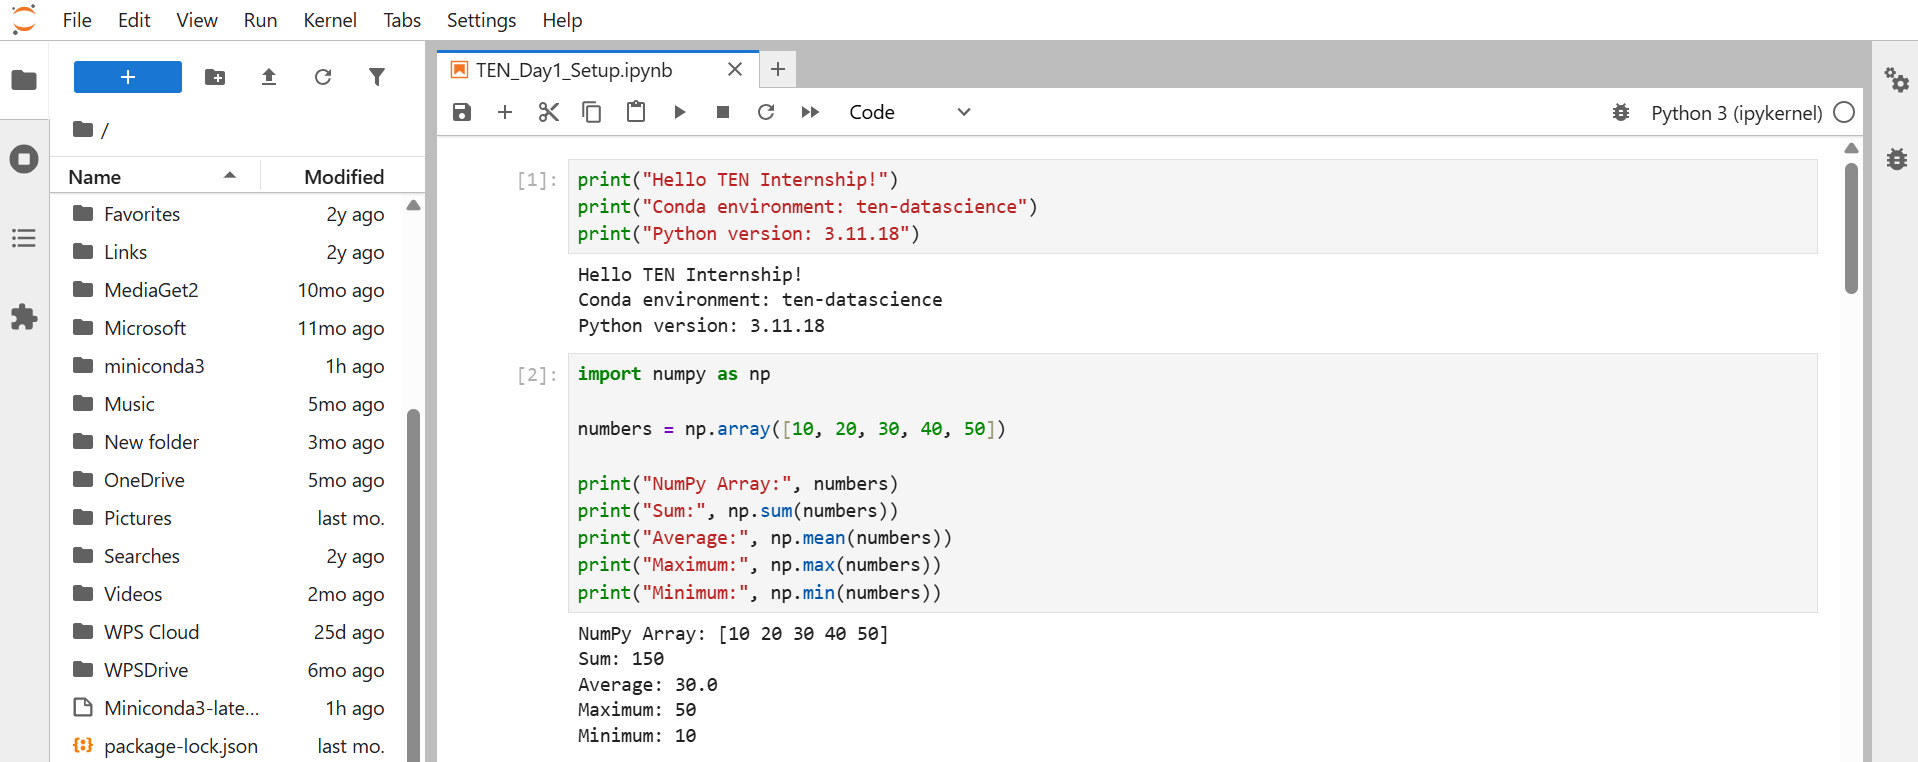 File Edit View Run Kernel Tabs Settings Help
TEN_Day1_Setup.ipynb
Code
Python 3 (ipykernel)
/
Name Modified
Favorites 2y ago
Links 2y ago
MediaGet2 10mo ago
Microsoft 11mo ago
miniconda3 1h ago
Music 5mo ago
New folder 3mo ago
OneDrive 5mo ago
Pictures last mo.
Searches 2y ago
Videos 2mo ago
WPS Cloud 25d ago
WPSDrive 6mo ago
Miniconda3-late... 1h ago
package-lock.json last mo.
[1]: print("Hello TEN Internship!")
print("Conda environment: ten-datascience")
print("Python version: 3.11.18")
Hello TEN Internship!
Conda environment: ten-datascience
Python version: 3.11.18
[2]: import numpy as np
numbers = np.array([10, 20, 30, 40, 50])
print("NumPy Array:", numbers)
print("Sum:", np.sum(numbers))
print("Average:", np.mean(numbers))
print("Maximum:", np.max(numbers))
print("Minimum:", np.min(numbers))
NumPy Array: [10 20 30 40 50]
Sum: 150
Average: 30.0
Maximum: 50
Minimum: 10